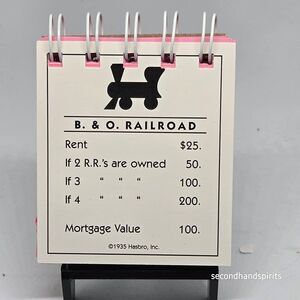 B. & O. RAILROAD
Rent $25.
If 2 R.R.'s are owned 50.
If 3 " " " 100.
If 4 " " " 200.
Mortgage Value 100.
©1935 Hasbro, Inc.
secondhandspirits